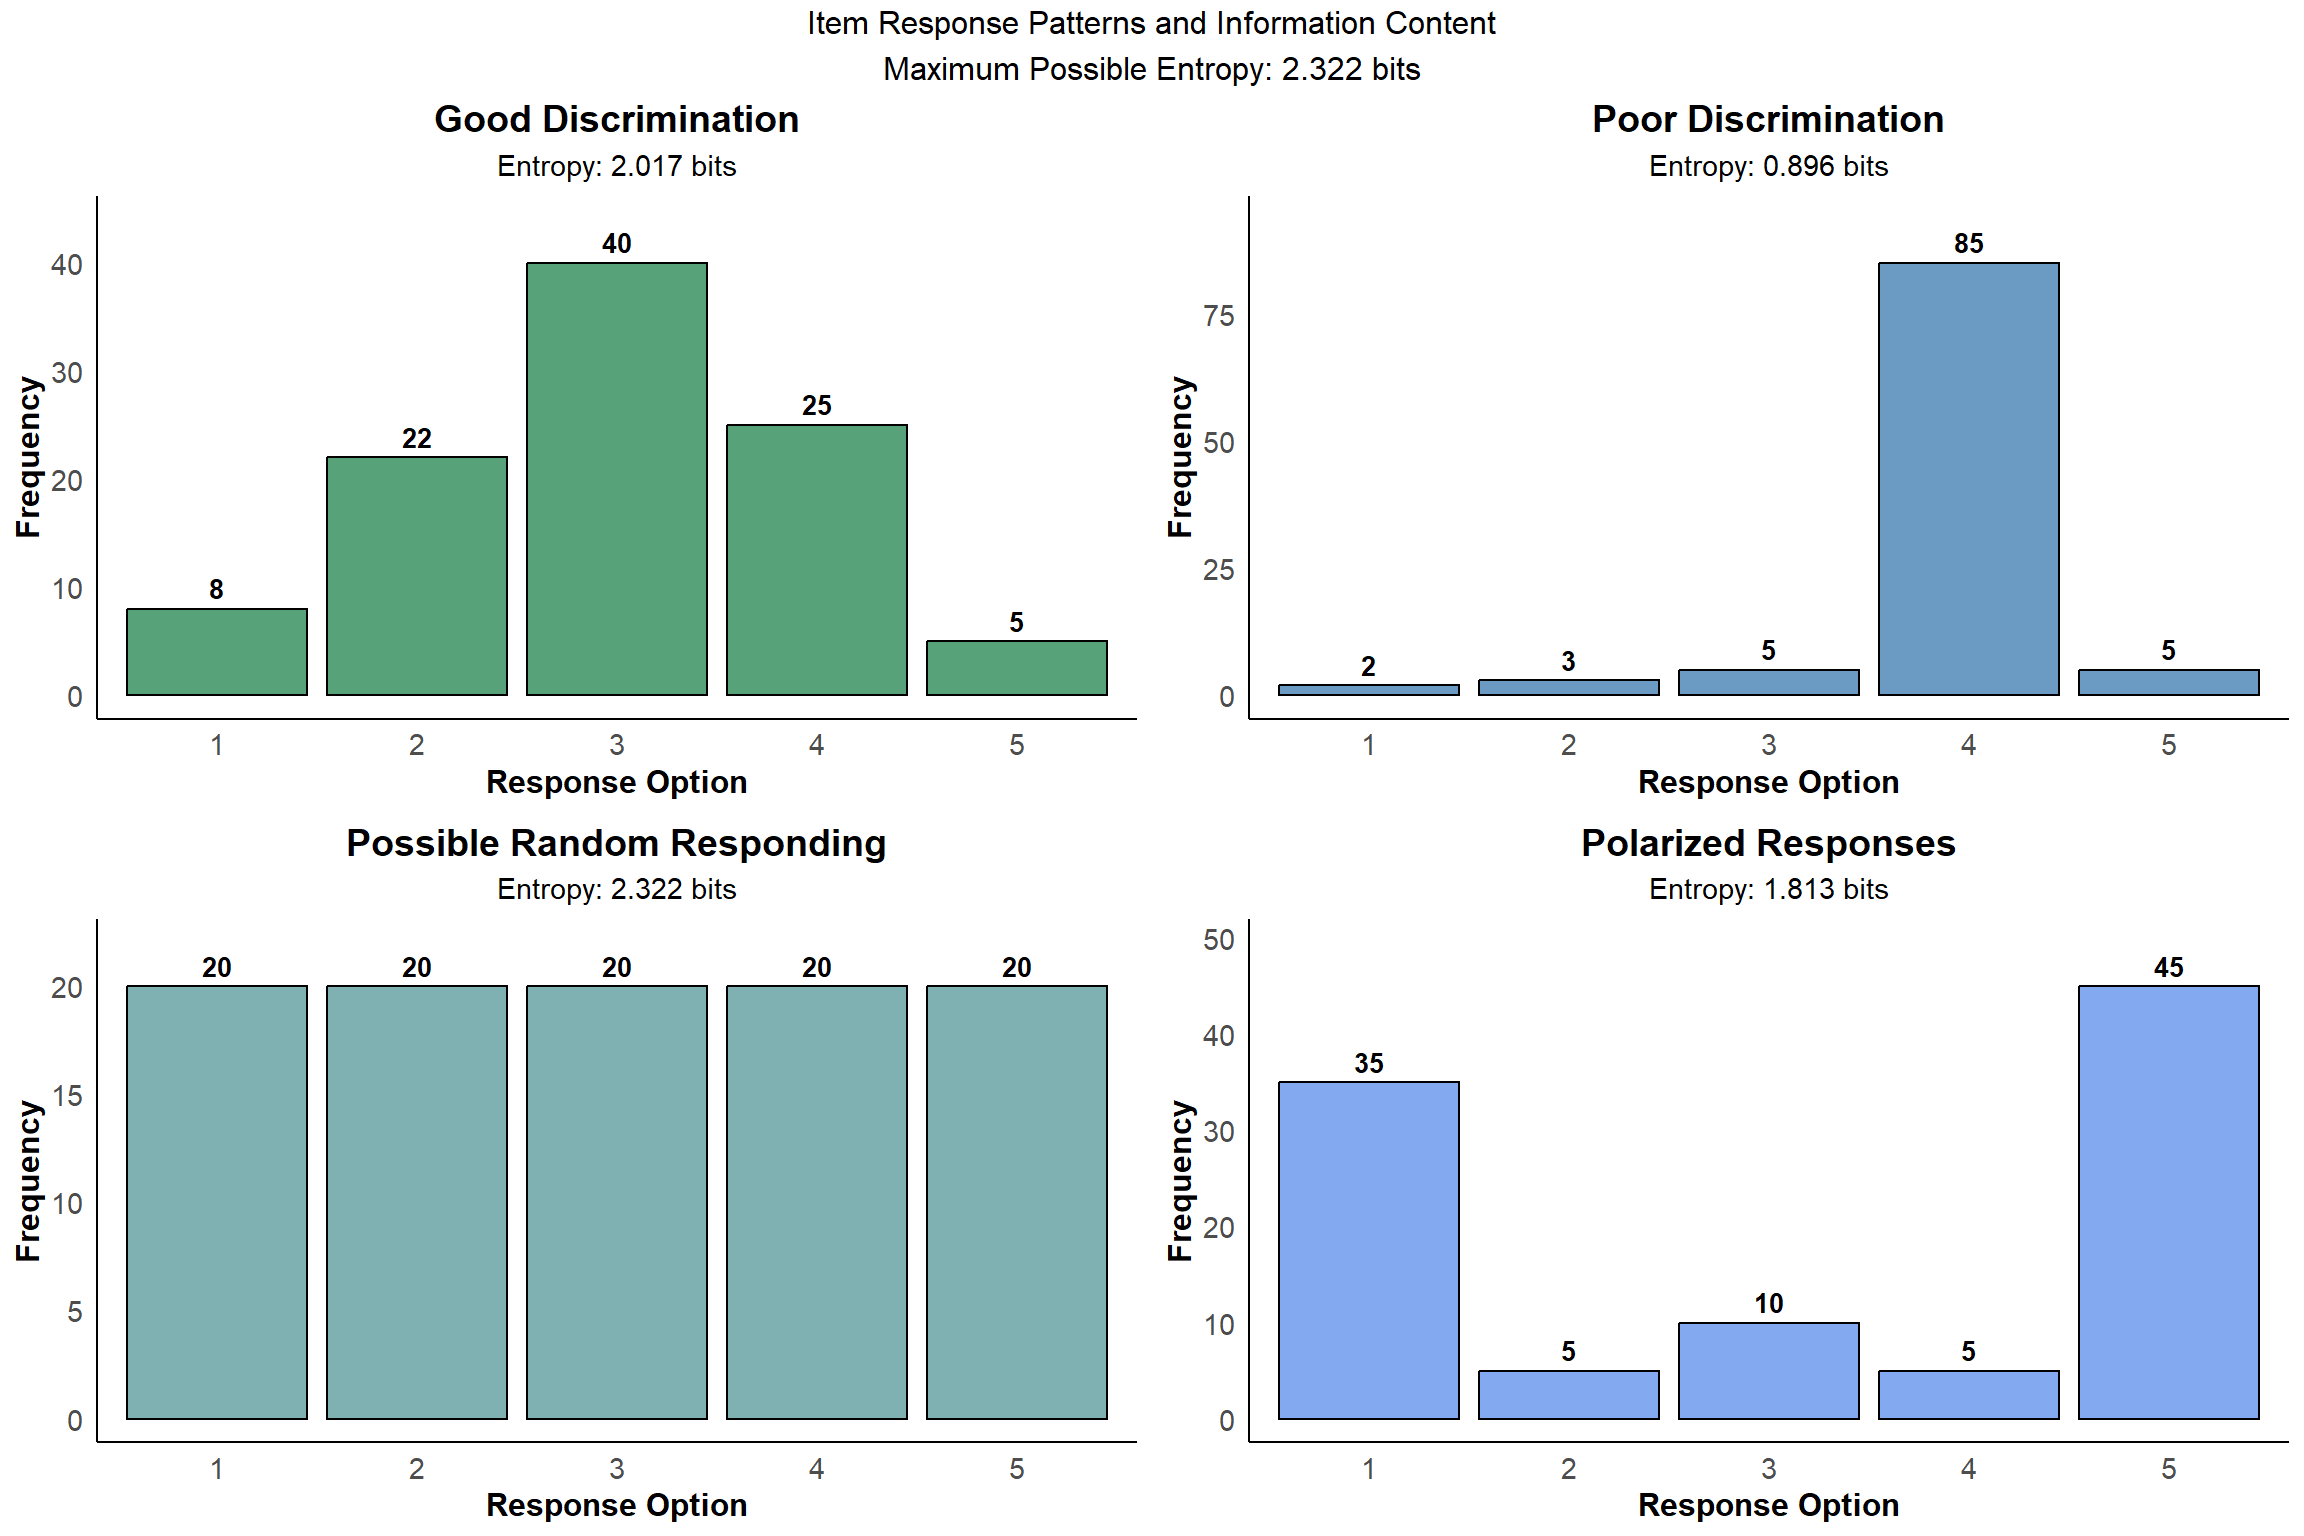 Item Response Patterns and Information Content
Maximum Possible Entropy: 2.322 bits
Good Discrimination
Entropy: 2.017 bits
Frequency
40
30
20
10
0
8
22
40
25
5
1 2 3 4 5
Response Option
Poor Discrimination
Entropy: 0.896 bits
Frequency
75
50
25
0
2
3
5
85
5
1 2 3 4 5
Response Option
Possible Random Responding
Entropy: 2.322 bits
Frequency
20
15
10
5
0
20 20 20 20 20
1 2 3 4 5
Response Option
Polarized Responses
Entropy: 1.813 bits
Frequency
50
40
30
20
10
0
35
5
10
5
45
1 2 3 4 5
Response Option